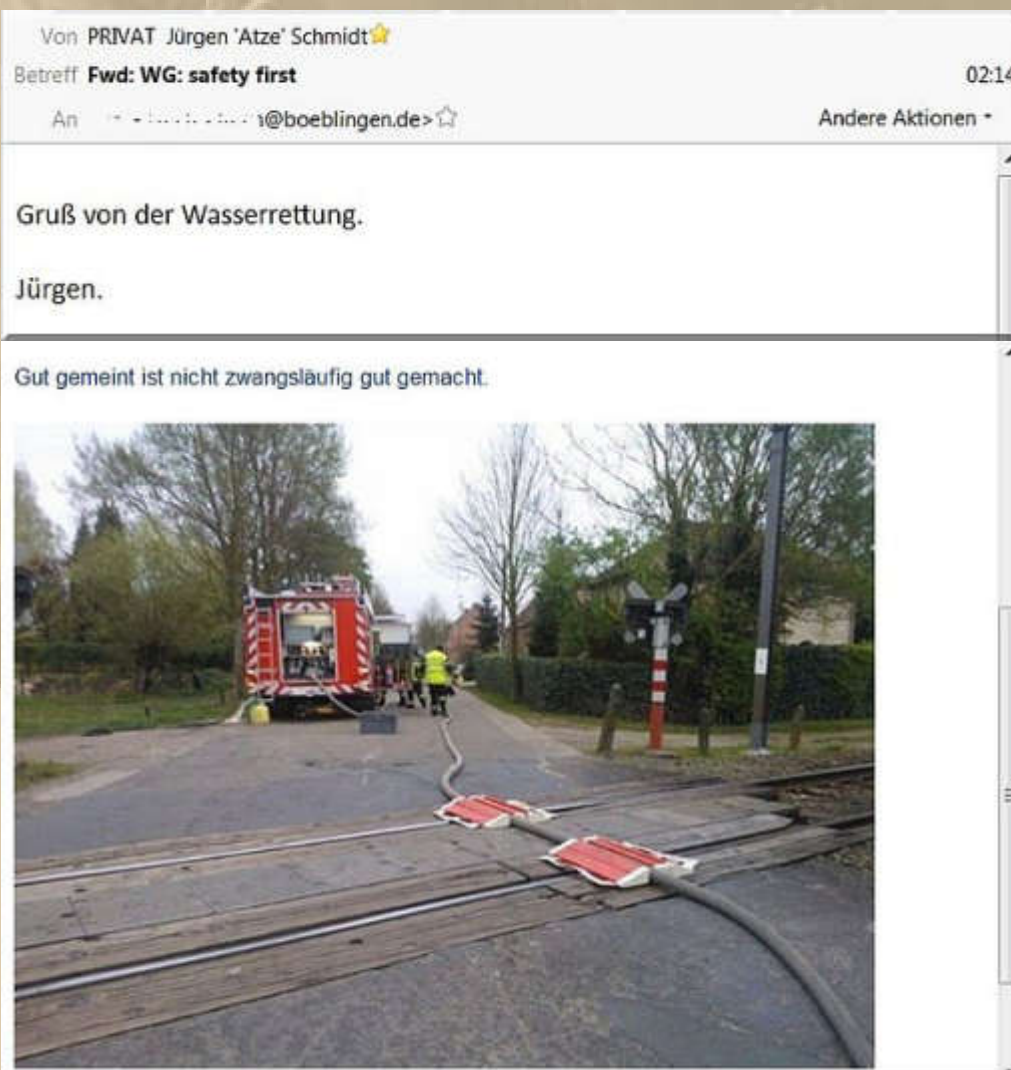 Von PRIVAT Jürgen 'Atze' Schmidt
Betreff Fwd: WG: safety first 02:14
An @boeblingen.de> Andere Aktionen
Gruß von der Wasserrettung.
Jürgen.
Gut gemeint ist nicht zwangsläufig gut gemacht.